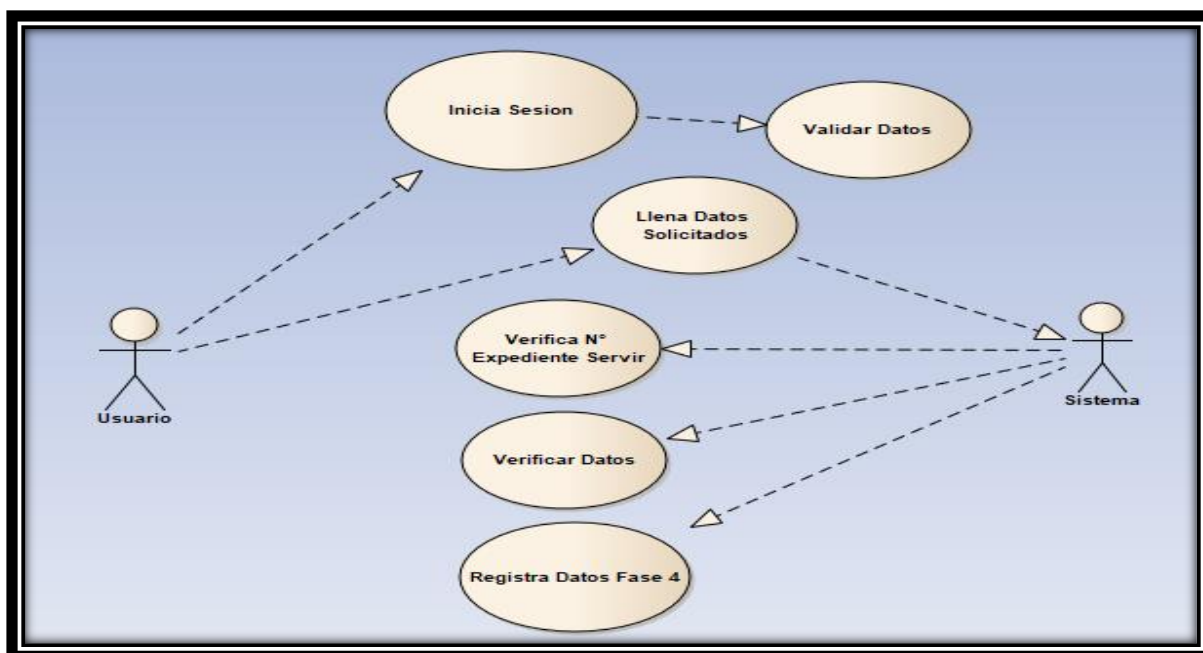 Inicia Sesion
Validar Datos
Llena Datos
Solicitados
Verifica N°
Expediente Servir
Usuario
Sistema
Verificar Datos
Registra Datos Fase 4